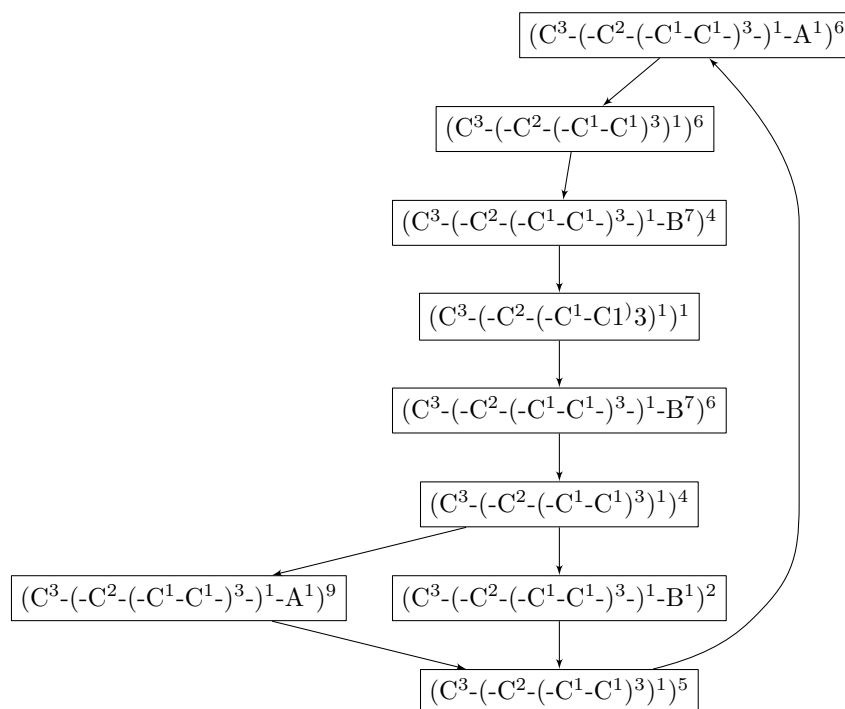 (C³-(-C²-(-C¹-C¹-)³-)¹-A¹)⁶
(C³-(-C²-(-C¹-C¹)³)¹)⁶
(C³-(-C²-(-C¹-C¹-)³-)¹-B⁷)⁴
(C³-(-C²-(-C¹-C1⁾3)¹)¹
(C³-(-C²-(-C¹-C¹-)³-)¹-B⁷)⁶
(C³-(-C²-(-C¹-C¹)³)¹)⁴
(C³-(-C²-(-C¹-C¹-)³-)¹-A¹)⁹
(C³-(-C²-(-C¹-C¹-)³-)¹-B¹)²
(C³-(-C²-(-C¹-C¹)³)¹)⁵